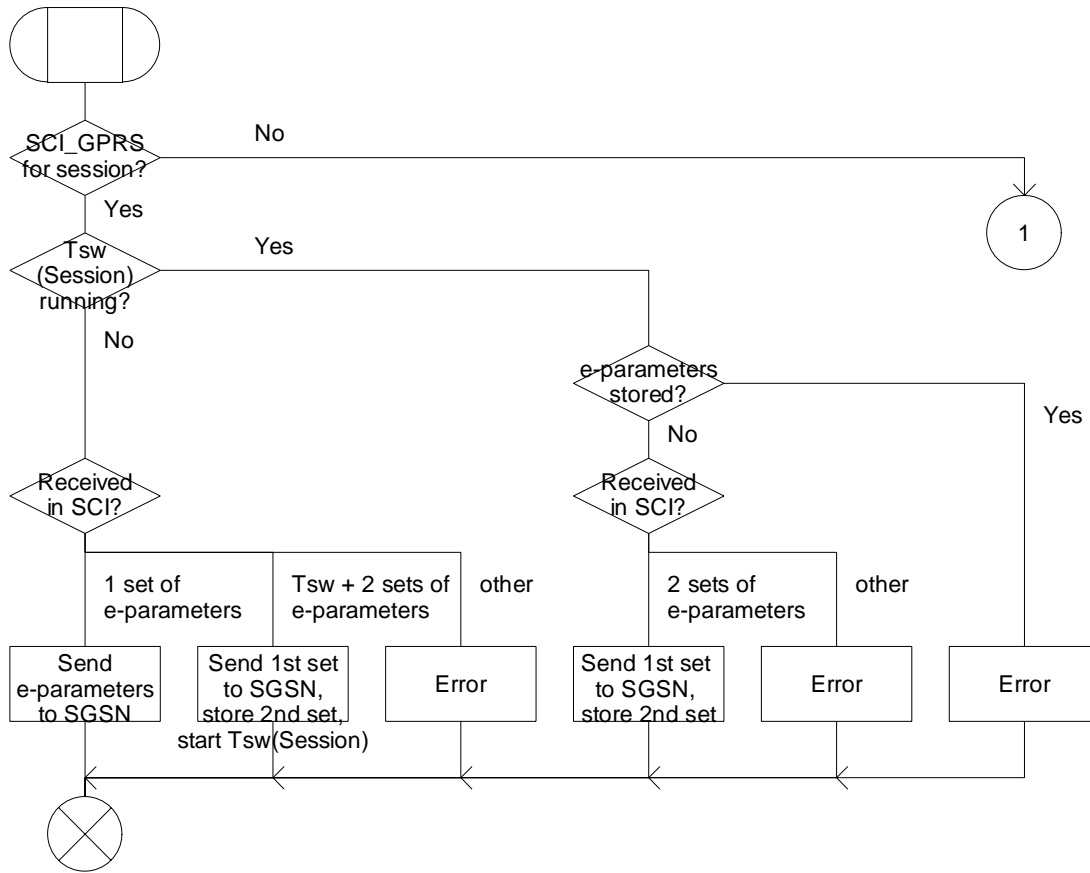 SCI_GPRS
for session?
No
Yes
1
Tsw
(Session)
running?
Yes
No
e-parameters
stored?
Yes
No
Received
in SCI?
Received
in SCI?
1 set of
e-parameters
Tsw + 2 sets of
e-parameters
other
2 sets of
e-parameters
other
Send
e-parameters
to SGSN
Send 1st set
to SGSN,
store 2nd set,
start Tsw(Session)
Error
Send 1st set
to SGSN,
store 2nd set
Error
Error